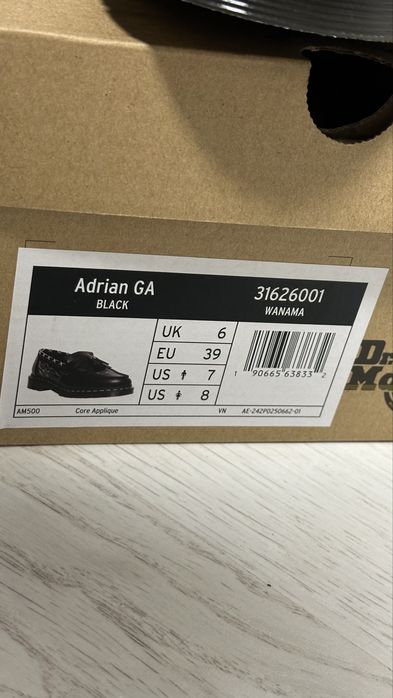 Adrian GA
BLACK
31626001
WANAMA
UK 6
EU 39
US 7
US 8
1 90665 63833 2
AM500 Core Applique VN AE-242P0250662-01
Dr.
Ma